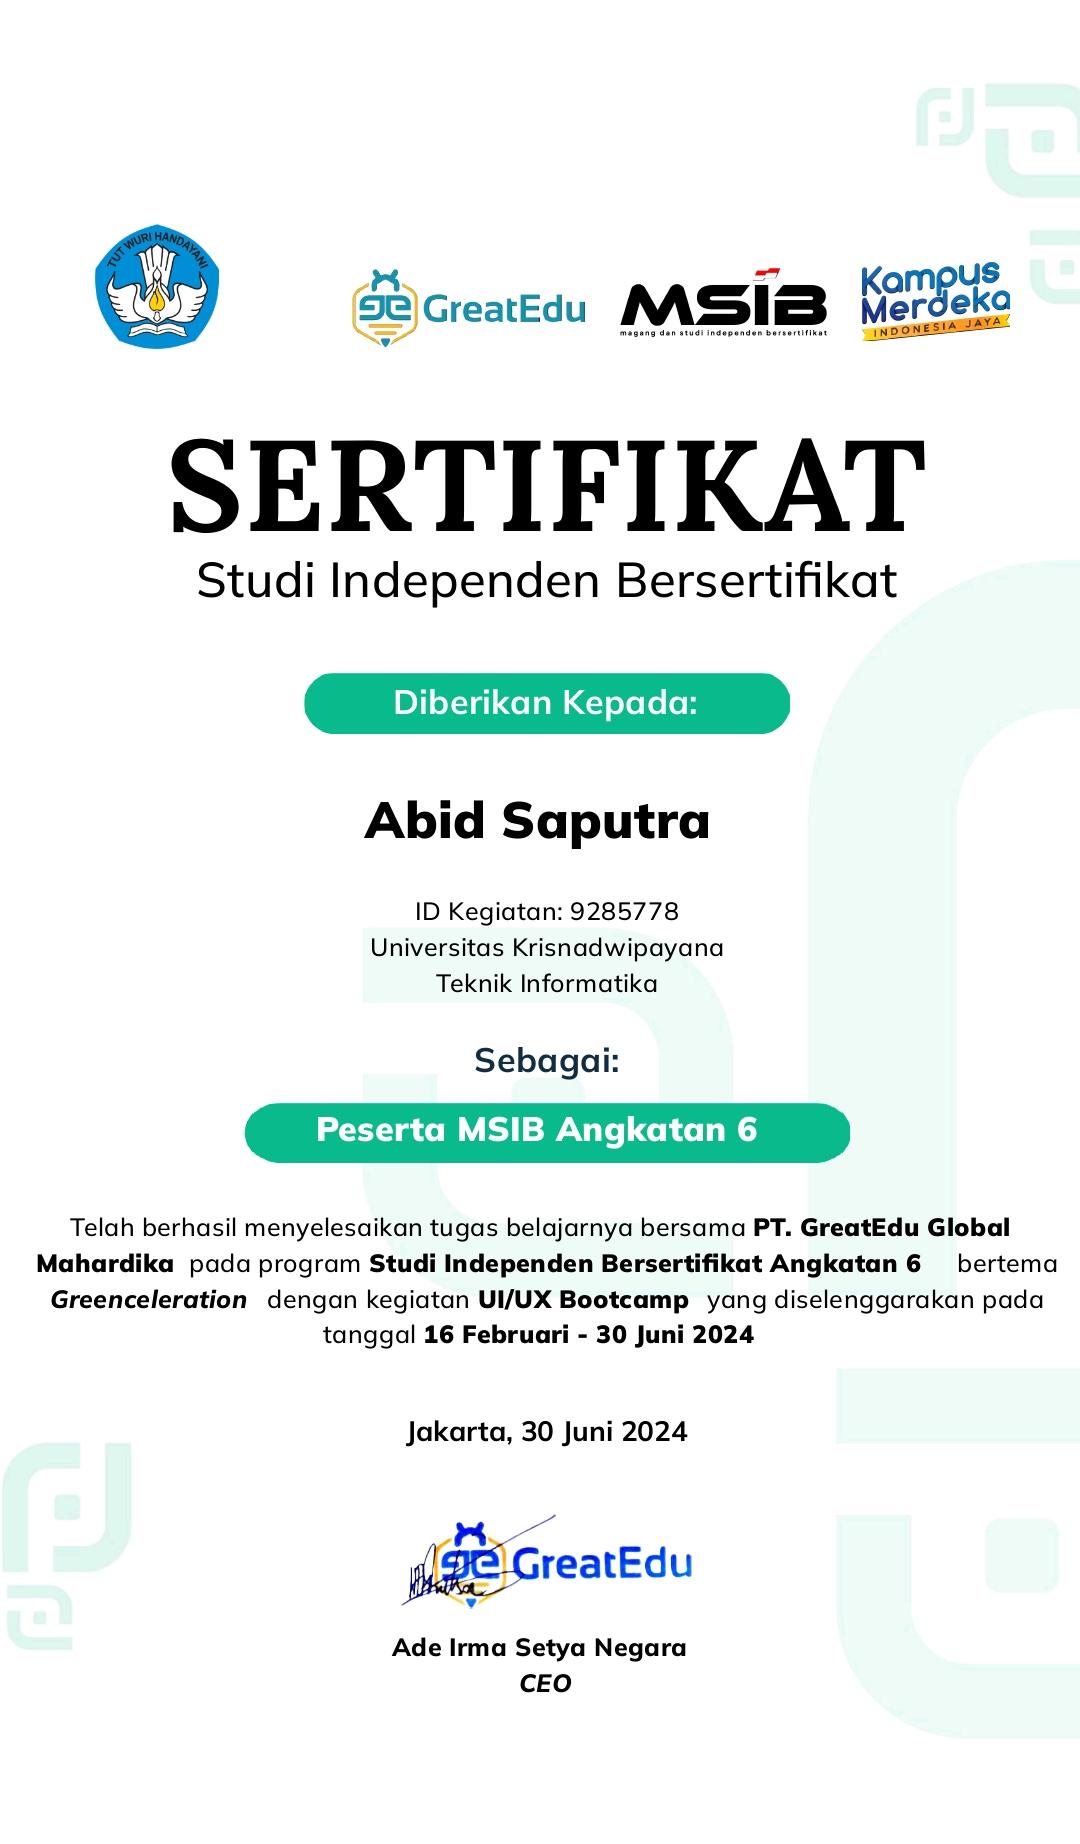 TUT WURI HANDAYANI
GreatEdu
MSIB
magang dan studi independen bersertifikat
Kampus
Merdeka
INDONESIA JAYA
SERTIFIKAT
Studi Independen Bersertifikat
Diberikan Kepada:
Abid Saputra
ID Kegiatan: 9285778
Universitas Krisnadwipayana
Teknik Informatika
Sebagai:
Peserta MSIB Angkatan 6
Telah berhasil menyelesaikan tugas belajarnya bersama PT. GreatEdu Global
Mahardika pada program Studi Independen Bersertifikat Angkatan 6 bertema
Greenceleration dengan kegiatan UI/UX Bootcamp yang diselenggarakan pada
tanggal 16 Februari - 30 Juni 2024
Jakarta, 30 Juni 2024
GreatEdu
Ade Irma Setya Negara
CEO